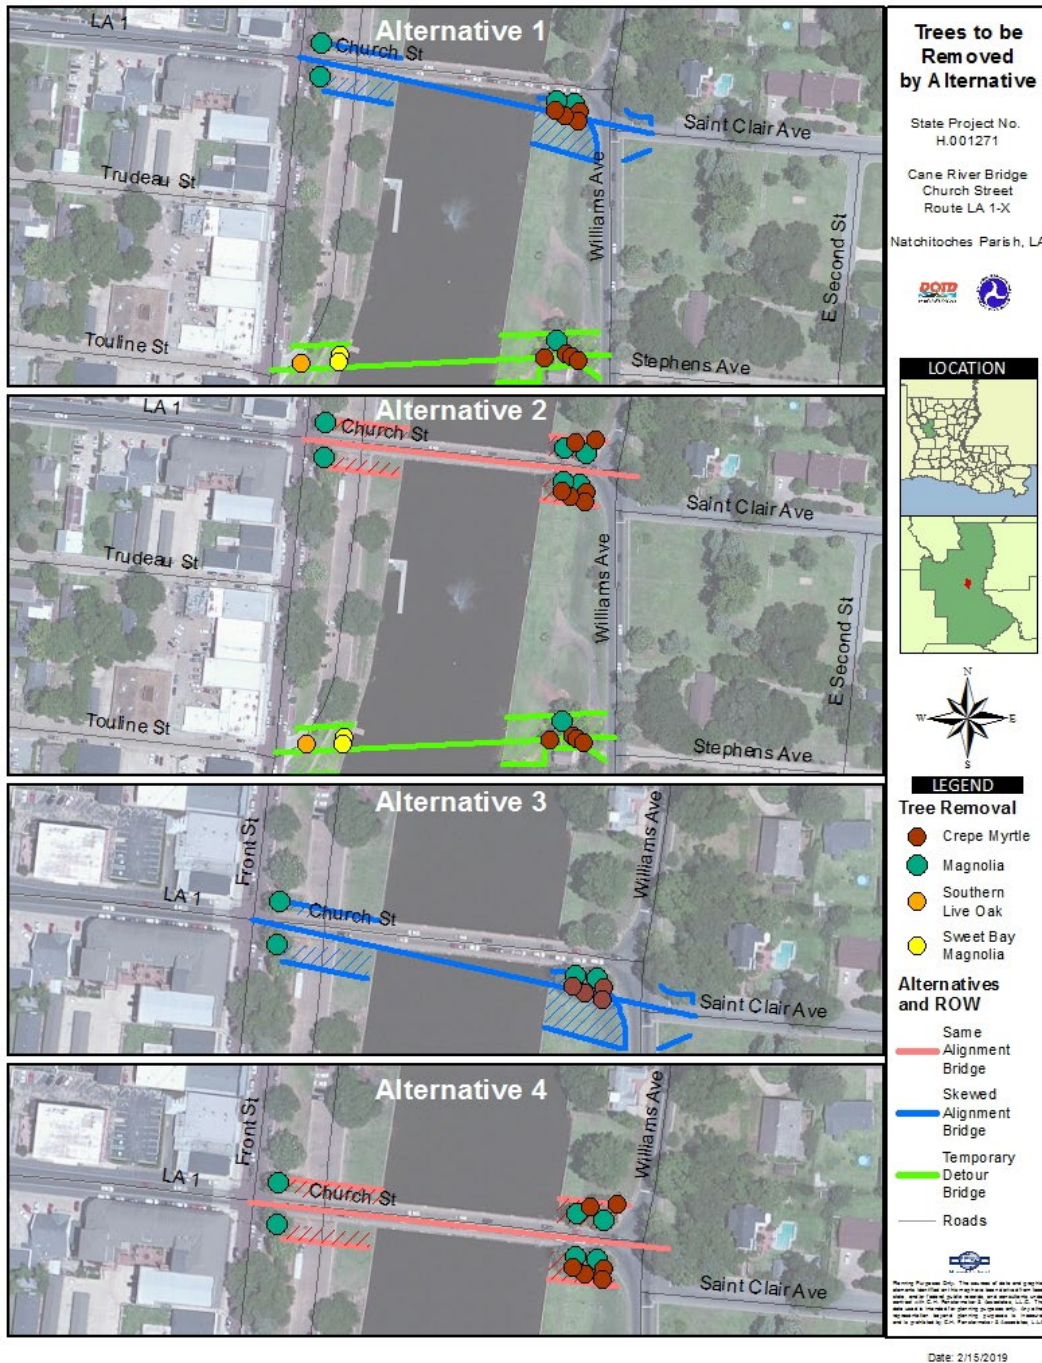 Alternative 1
LA 1
Church St
Saint Clair Ave
Trudeau St
Williams Ave
E Second St
Touline St
Stephens Ave
Alternative 2
LA 1
Church St
Saint Clair Ave
Trudeau St
Williams Ave
E Second St
Touline St
Stephens Ave
Alternative 3
Front St
Williams Ave
LA 1
Church St
Saint Clair Ave
Alternative 4
Front St
Williams Ave
LA 1
Church St
Saint Clair Ave
Trees to be
Removed
by Alternative
State Project No.
H.001271
Cane River Bridge
Church Street
Route LA 1-X
Natchitoches Parish, LA
DOTD
LOCATION
N
W
E
S
LEGEND
Tree Removal
Crepe Myrtle
Magnolia
Southern
Live Oak
Sweet Bay
Magnolia
Alternatives
and ROW
Same
Alignment
Bridge
Skewed
Alignment
Bridge
Temporary
Detour
Bridge
Roads
Date: 2/15/2019